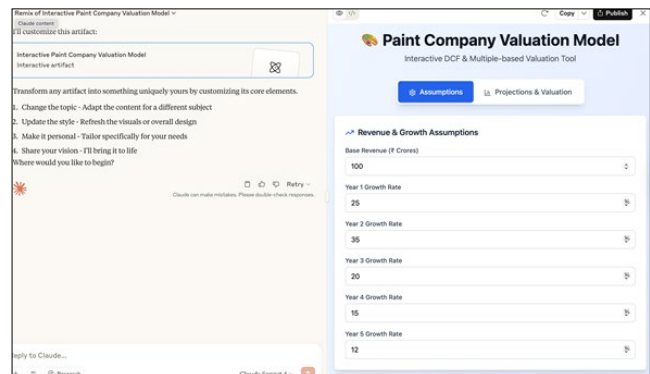 Remix of Interactive Paint Company Valuation Model
Claude content
I'll customize this artifact:
Interactive Paint Company Valuation Model
Interactive artifact
Transform any artifact into something uniquely yours by customizing its core elements.
1. Change the topic - Adapt the content for a different subject
2. Update the style - Refresh the visuals or overall design
3. Make it personal - Tailor specifically for your needs
4. Share your vision - I'll bring it to life
Where would you like to begin?
Retry
Claude can make mistakes. Please double-check responses.
eply to Claude...
Research
Copy
Publish
Paint Company Valuation Model
Interactive DCF & Multiple-based Valuation Tool
Assumptions
Projections & Valuation
Revenue & Growth Assumptions
Base Revenue (₹ Crores)
100
Year 1 Growth Rate
25
Year 2 Growth Rate
35
Year 3 Growth Rate
20
Year 4 Growth Rate
15
Year 5 Growth Rate
12